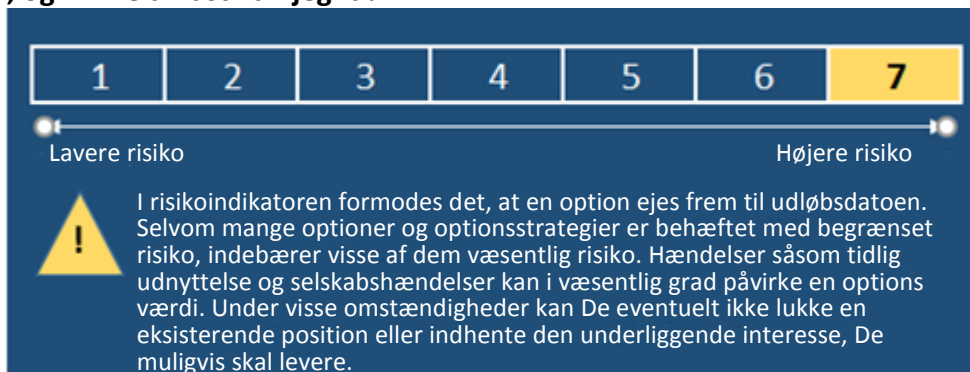 1 2 3 4 5 6 7
Lavere risiko Højere risiko
I risikoindikatoren formodes det, at en option ejes frem til udløbsdatoen.
Selvom mange optioner og optionsstrategier er behæftet med begrænset
! risiko, indebærer visse af dem væsentlig risiko. Hændelser såsom tidlig
udnyttelse og selskabshændelser kan i væsentlig grad påvirke en options
værdi. Under visse omstændigheder kan De eventuelt ikke lukke en
eksisterende position eller indhente den underliggende interesse, De
muligvis skal levere.